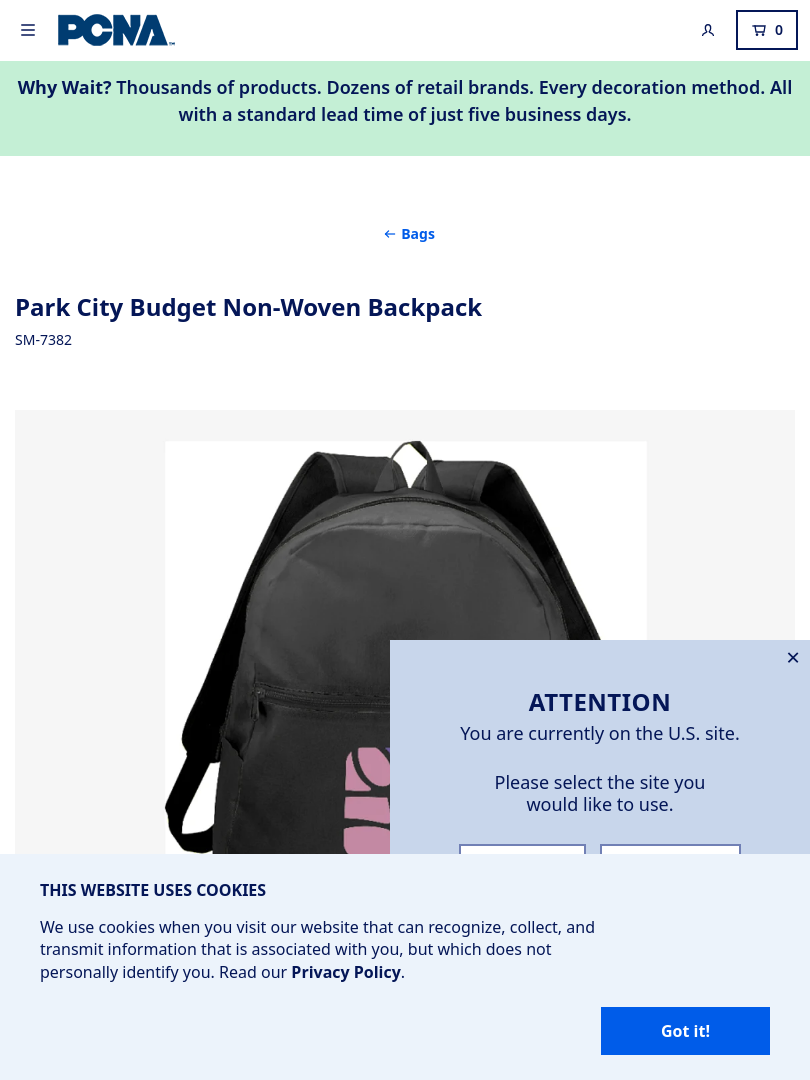 PCNA™
0
Why Wait? Thousands of products. Dozens of retail brands. Every decoration method. All
with a standard lead time of just five business days.
← Bags
Park City Budget Non-Woven Backpack
SM-7382
ATTENTION
You are currently on the U.S. site.
Please select the site you
would like to use.
THIS WEBSITE USES COOKIES
We use cookies when you visit our website that can recognize, collect, and
transmit information that is associated with you, but which does not
personally identify you. Read our Privacy Policy.
Got it!